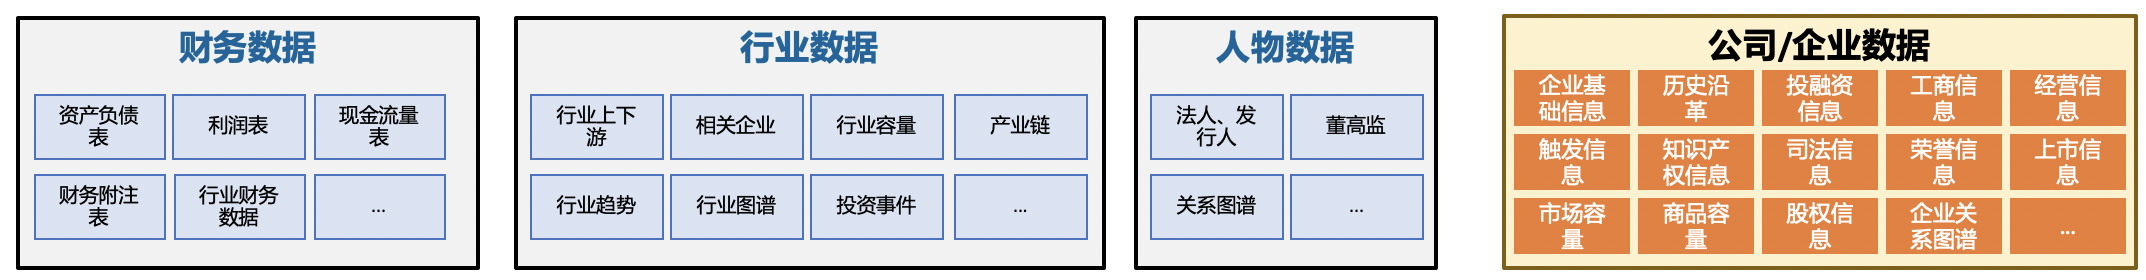 财务数据
资产负债
表
利润表
现金流量
表
财务附注
表
行业财务
数据
...
行业数据
行业上下
游
相关企业
行业容量
产业链
行业趋势
行业图谱
投资事件
...
人物数据
法人、发
行人
董高监
关系图谱
...
公司/企业数据
企业基
础信息
历史沿
革
投融资
信息
工商信
息
经营信
息
触发信
息
知识产
权信息
司法信
息
荣誉信
息
上市信
息
市场容
量
商品容
量
股权信
息
企业关
系图谱
...